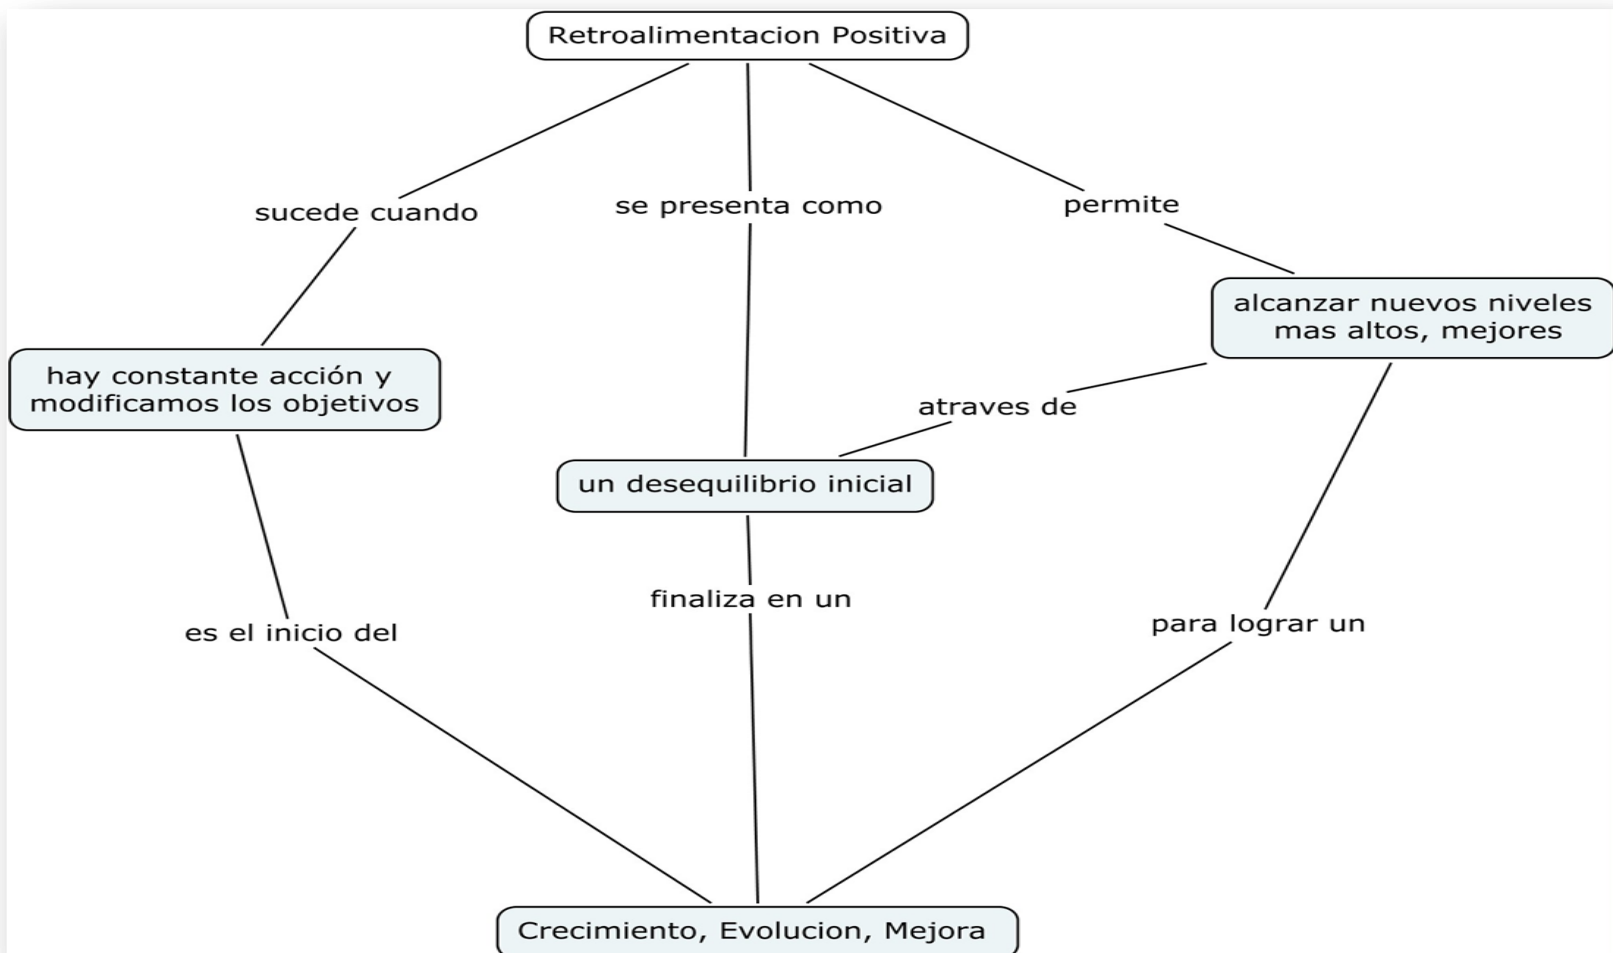 Retroalimentacion Positiva
sucede cuando
se presenta como
permite
alcanzar nuevos niveles
mas altos, mejores
hay constante acción y
modificamos los objetivos
atraves de
un desequilibrio inicial
finaliza en un
es el inicio del
para lograr un
Crecimiento, Evolucion, Mejora